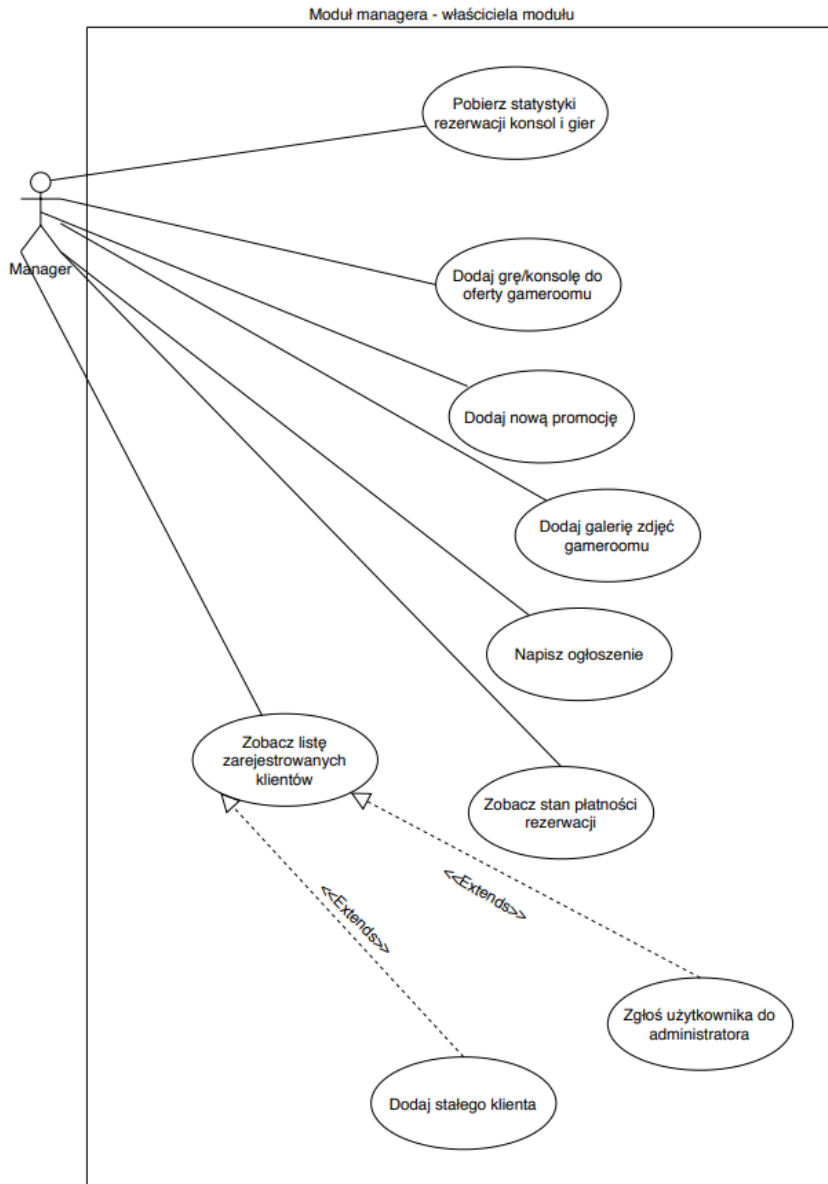 Moduł managera - właściciela modułu
Pobierz statystyki
rezerwacji konsol i gier
Manager
Dodaj grę/konsolę do
oferty gameroomu
Dodaj nową promocję
Dodaj galerię zdjęć
gameroomu
Napisz ogłoszenie
Zobacz listę
zarejestrowanych
klientów
Zobacz stan płatności
rezerwacji
<<Extends>>
<<Extends>>
Zgłoś użytkownika do
administratora
Dodaj stałego klienta